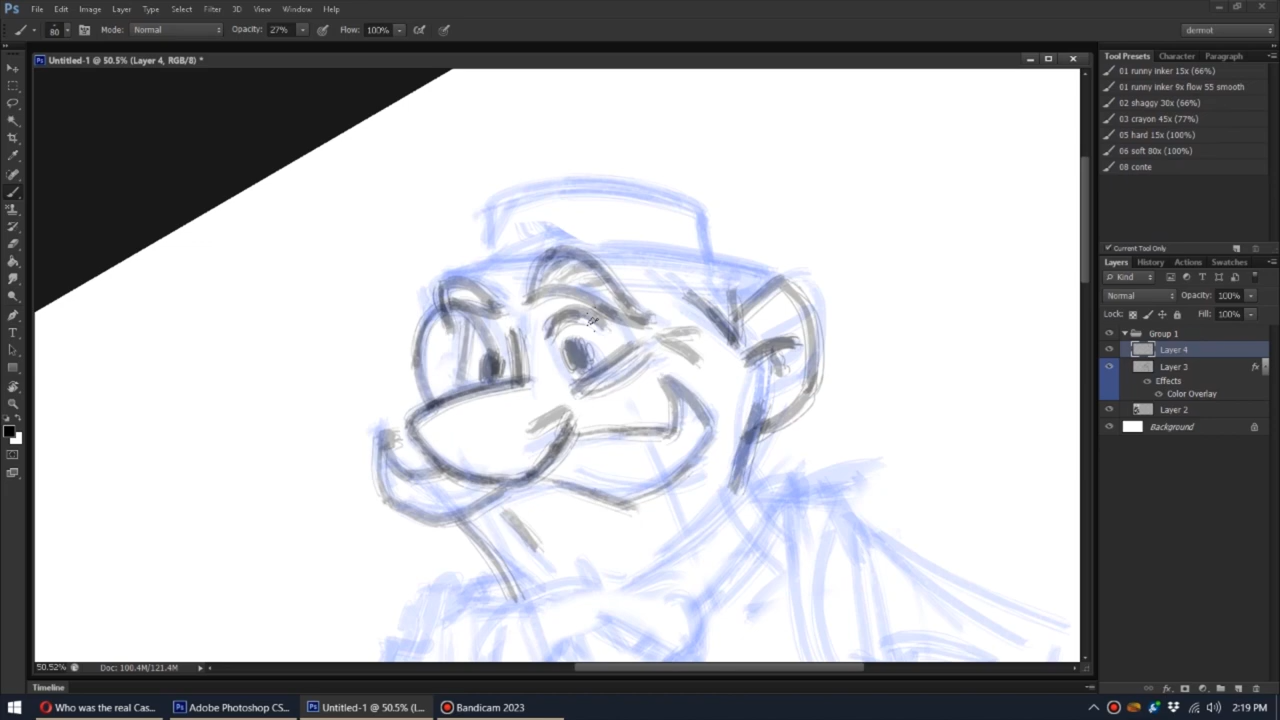 Ps File Edit Image Layer Type Select Filter 3D View Window Help
80 Mode: Normal Opacity: 27% Flow: 100% dermot
Ps Untitled-1 @ 50.5% (Layer 4, RGB/8) *
Tool Presets Character Paragraph
01 runny inker 15x (66%)
01 runny inker 9x flow 55 smooth
02 shaggy 30x (66%)
03 crayon 45x (77%)
05 hard 15x (100%)
06 soft 80x (100%)
08 conte
Current Tool Only
Layers History Actions Swatches
Kind
Normal Opacity: 100%
Lock: Fill: 100%
Group 1
Layer 4
Layer 3 fx
Effects
Color Overlay
Layer 2
Background
50.52% Doc: 100.4M/121.4M
Timeline
Who was the real Cas... Ps Adobe Photoshop CS... Ps Untitled-1 @ 50.5% (L... Bandicam 2023 2:19 PM